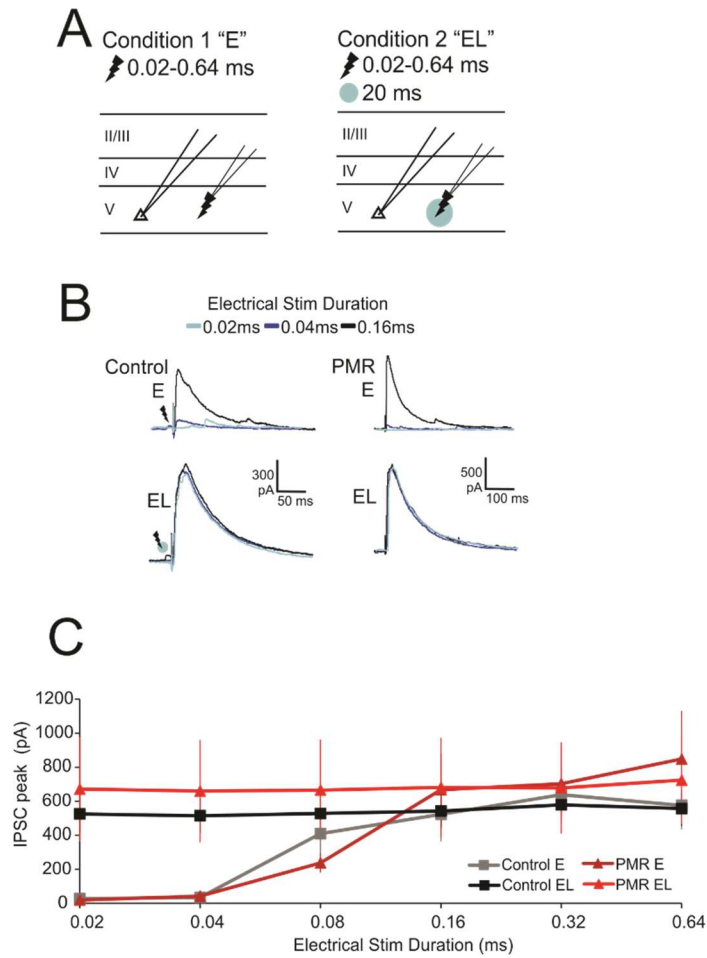 A
Condition 1 “E”
0.02-0.64 ms
II/III
IV
V
Condition 2 “EL”
0.02-0.64 ms
20 ms
II/III
IV
V
B
Electrical Stim Duration
0.02ms 0.04ms 0.16ms
Control
E
PMR
E
EL
300
pA
50 ms
EL
500
pA
100 ms
C
IPSC peak (pA)
1200
1000
800
600
400
200
0
0.02 0.04 0.08 0.16 0.32 0.64
Electrical Stim Duration (ms)
Control E PMR E
Control EL PMR EL